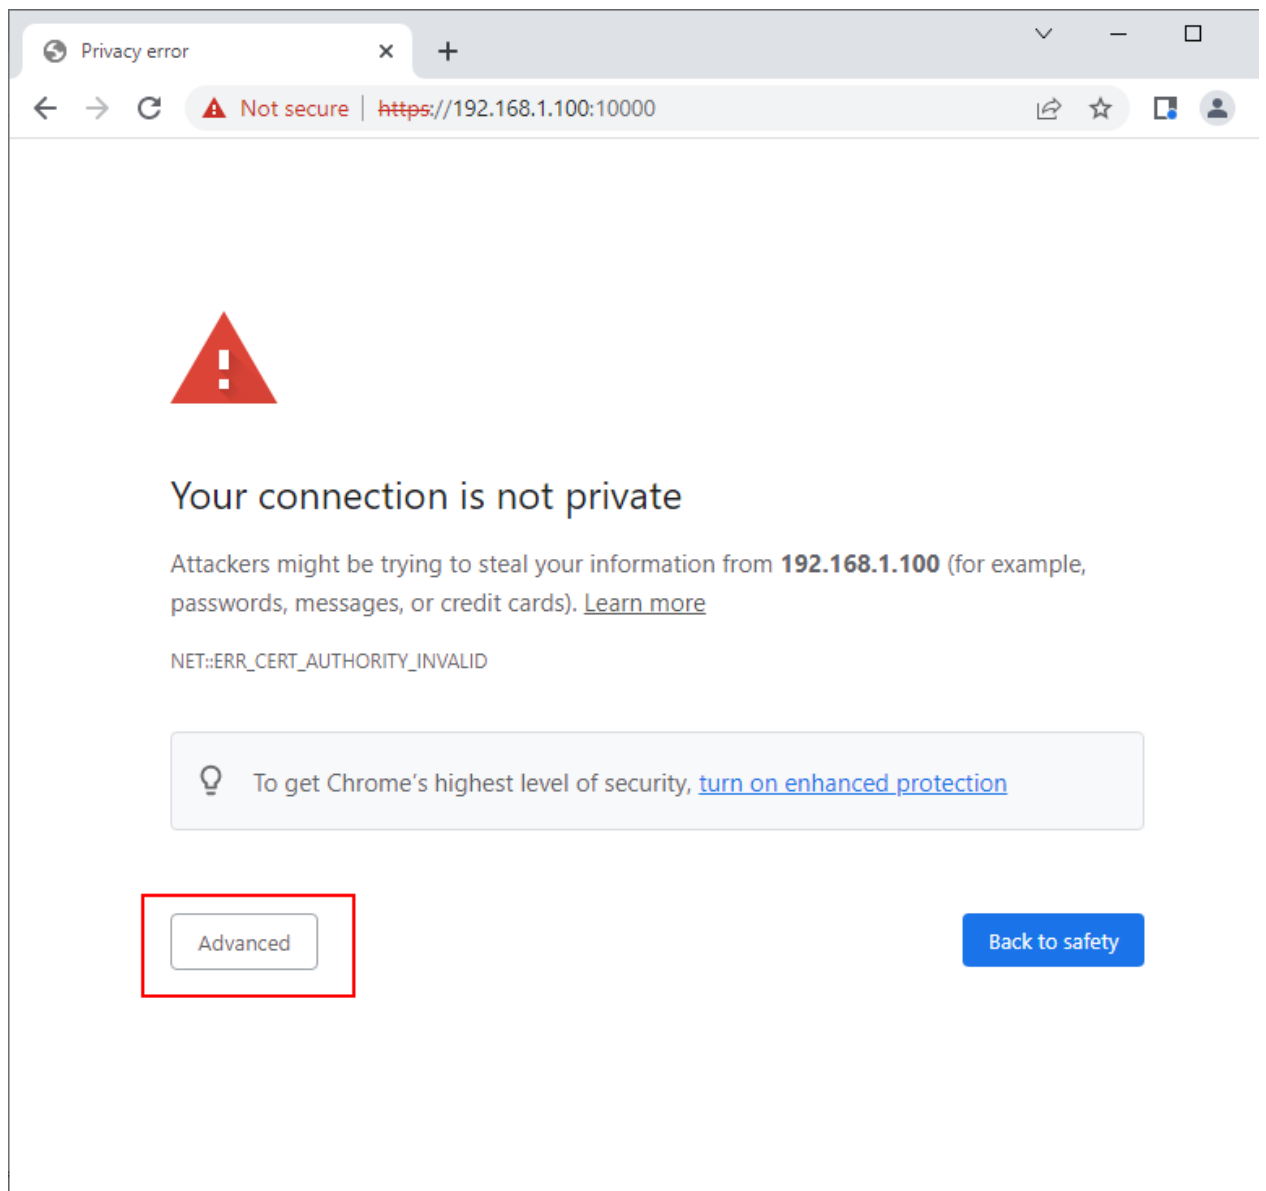 Privacy error
Not secure https://192.168.1.100:10000
Your connection is not private
Attackers might be trying to steal your information from 192.168.1.100 (for example,
passwords, messages, or credit cards). Learn more
NET::ERR_CERT_AUTHORITY_INVALID
To get Chrome's highest level of security, turn on enhanced protection
Advanced
Back to safety